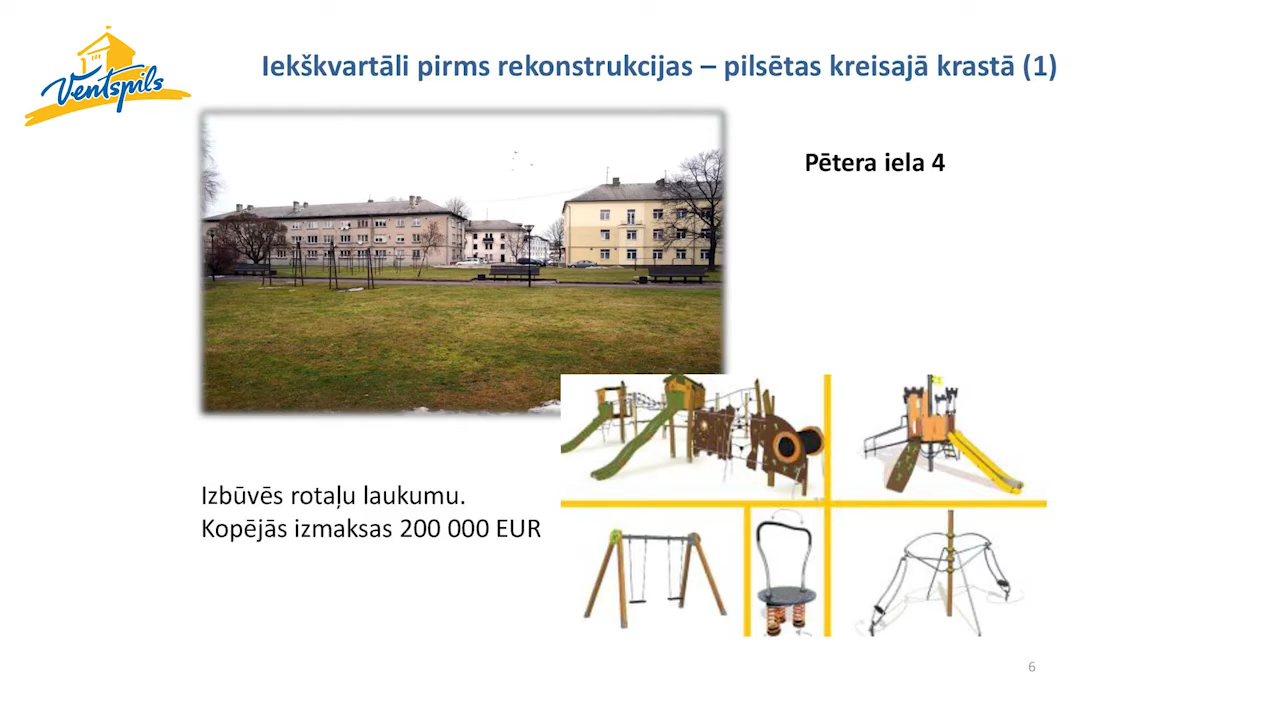 Ventspils
Iekškvartāli pirms rekonstrukcijas – pilsētas kreisajā krastā (1)
Pētera iela 4
Izbūvēs rotaļu laukumu.
Kopējās izmaksas 200 000 EUR
6